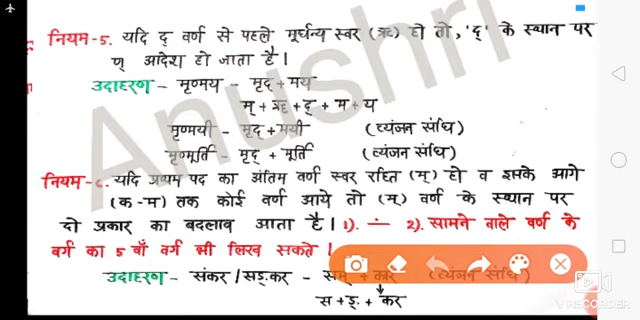 नियम-5. यदि द् वर्ण से पहले मूर्धन्य स्वर (ऋ) हो तो, 'द्' के स्थान पर
ण् आदेश हो जाता है।
उदाहरण - मृण्मय - मृद् + मय
म् + ऋ + द् + म + य
मृण्मयी - मृद् + मयी (व्यंजन संधि)
मृण्मूर्ति - मृद् + मूर्ति (व्यंजन संधि)
नियम-6. यदि प्रथम पद का अंतिम वर्ण स्वर रहित (म्) हो व इसके आगे
(क-म) तक कोई वर्ण आये तो (म्) वर्ण के स्थान पर
दो प्रकार का बदलाव आता है। 1). ∸ 2). सामने वाले वर्ण के
वर्ग का 5 वाँ वर्ण भी लिख सकते।
उदाहरण - संकर / सङ्कर - सम् + कर (व्यंजन संधि)
स + ङ् + कर
Anushri
RECORDER